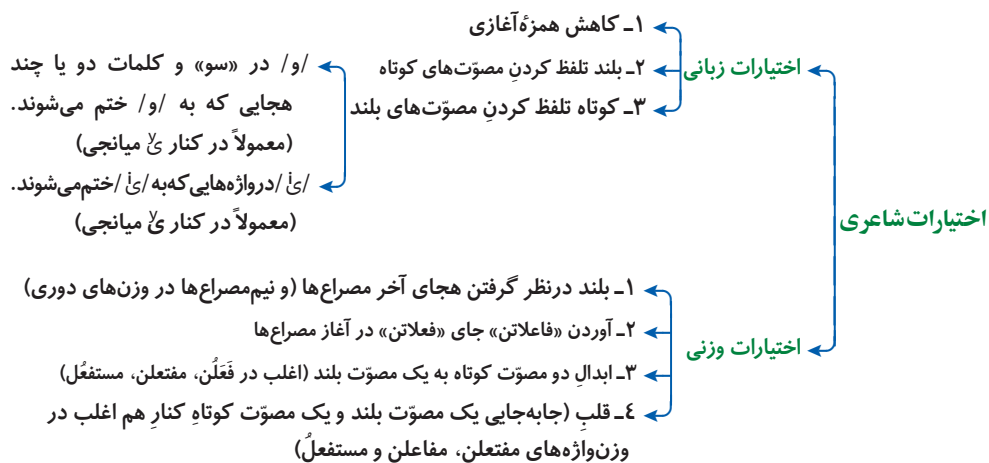 اختیارات شاعری
اختیارات زبانی
۱ـ کاهش همزهٔ آغازی
۲ـ بلند تلفظ کردنِ مصوّت‌های کوتاه
۳ـ کوتاه تلفظ کردنِ مصوّت‌های بلند
/و/ در «سو» و کلمات دو یا چند
هجایی که به /و/ ختم می‌شوند.
(معمولاً در کنار یْ میانجی)
/ی/ در واژه‌هایی که به /ی/ ختم می‌شوند.
(معمولاً در کنار یْ میانجی)
اختیارات وزنی
۱ـ بلند درنظر گرفتن هجای آخر مصراع‌ها (و نیم‌مصراع‌ها در وزن‌های دوری)
۲ـ آوردن «فاعلاتن» جای «فعلاتن» در آغاز مصراع‌ها
۳ـ ابدالِ دو مصوّت کوتاه به یک مصوّت بلند (اغلب در فَعَلُن، مفتعلن، مستفعُل)
٤ـ قلبِ (جابه‌جایی یک مصوّت بلند و یک مصوّت کوتاهِ کنارِ هم اغلب در
وزن‌واژه‌های مفتعلن، مفاعلن و مستفعلُ)